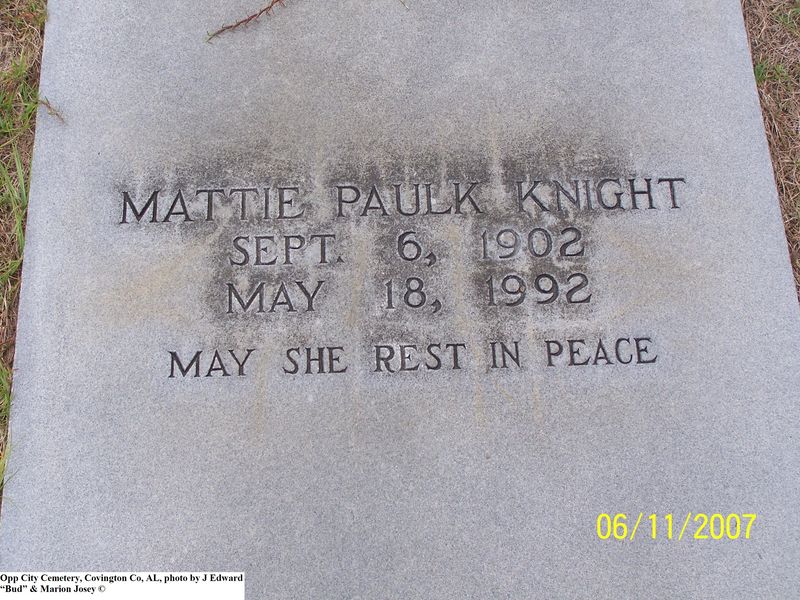 MATTIE PAULK KNIGHT
SEPT. 6, 1902
MAY 18, 1992
MAY SHE REST IN PEACE
06/11/2007
Opp City Cemetery, Covington Co, AL, photo by J Edward
“Bud” & Marion Josey ©